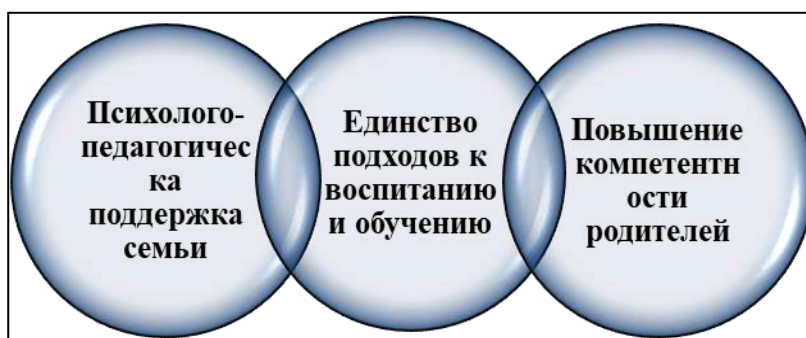 Психолого-
педагогичес
ка
поддержка
семьи
Единство
подходов к
воспитанию
и обучению
Повышение
компетентн
ости
родителей